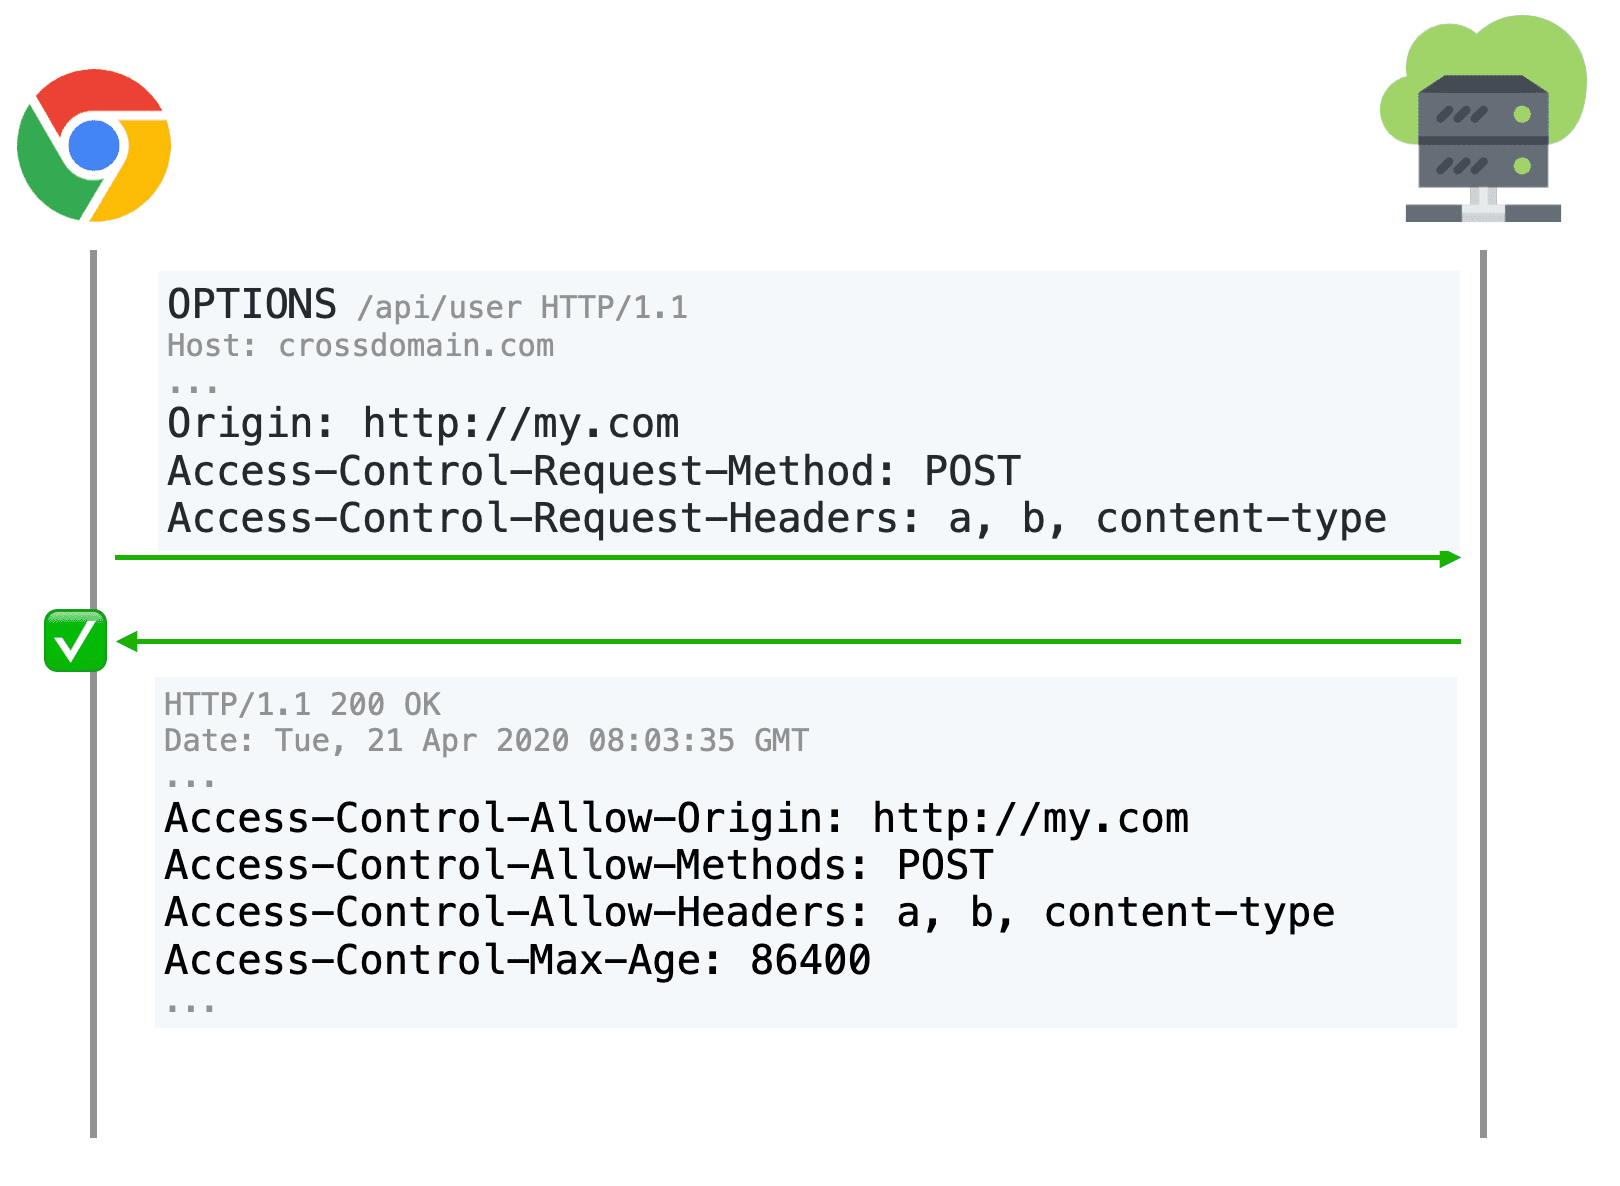 OPTIONS /api/user HTTP/1.1
Host: crossdomain.com
...
Origin: http://my.com
Access-Control-Request-Method: POST
Access-Control-Request-Headers: a, b, content-type
HTTP/1.1 200 OK
Date: Tue, 21 Apr 2020 08:03:35 GMT
...
Access-Control-Allow-Origin: http://my.com
Access-Control-Allow-Methods: POST
Access-Control-Allow-Headers: a, b, content-type
Access-Control-Max-Age: 86400
...